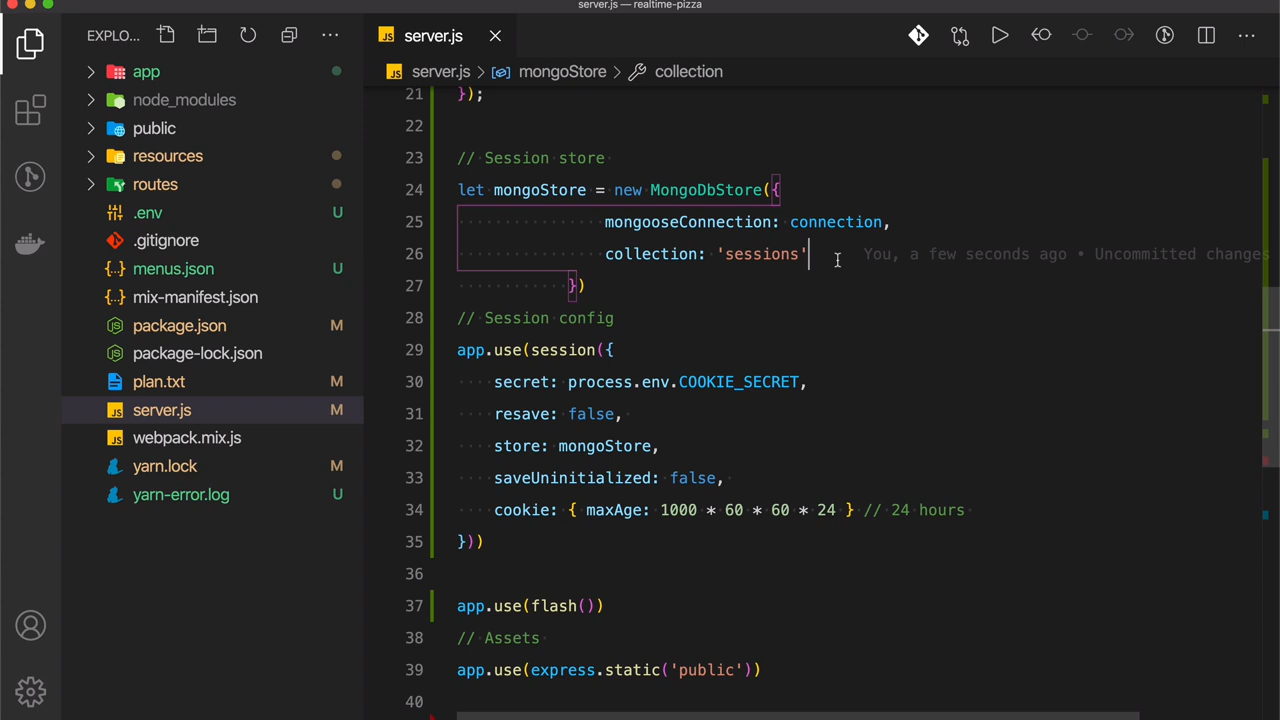 server.js — realtime-pizza
EXPLO...
server.js
server.js > mongoStore > collection
app
node_modules
public
resources
routes
.env U
.gitignore
menus.json U
mix-manifest.json
package.json M
package-lock.json
plan.txt M
server.js M
webpack.mix.js
yarn.lock M
yarn-error.log U
21 });
22
23 // Session store
24 let mongoStore = new MongoDbStore({
25 mongooseConnection: connection,
26 collection: 'sessions' You, a few seconds ago • Uncommitted changes
27 })
28 // Session config
29 app.use(session({
30 secret: process.env.COOKIE_SECRET,
31 resave: false,
32 store: mongoStore,
33 saveUninitialized: false,
34 cookie: { maxAge: 1000 * 60 * 60 * 24 } // 24 hours
35 }))
36
37 app.use(flash())
38 // Assets
39 app.use(express.static('public'))
40